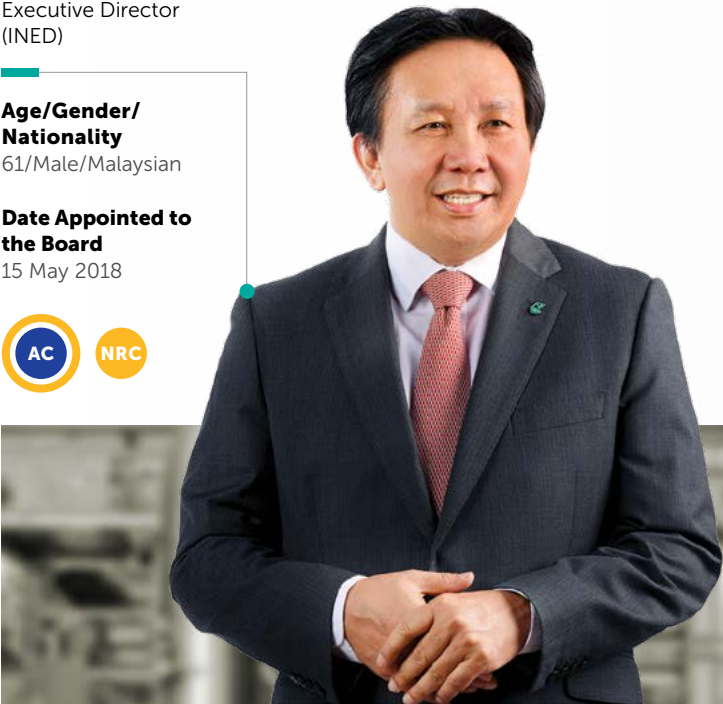 Executive Director
(INED)
Age/Gender/
Nationality
61/Male/Malaysian
Date Appointed to
the Board
15 May 2018
AC
NRC